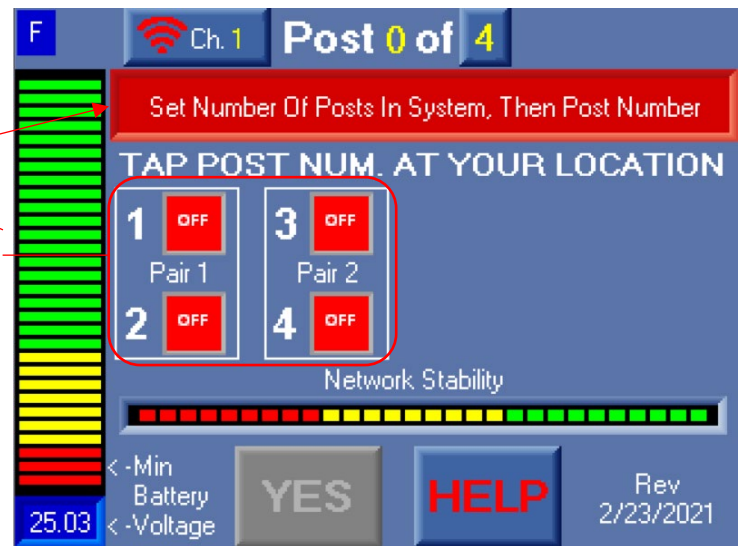 F
Ch. 1
Post 0 of 4
Set Number Of Posts In System, Then Post Number
TAP POST NUM. AT YOUR LOCATION
1 OFF 3 OFF
Pair 1 Pair 2
2 OFF 4 OFF
Network Stability
< -Min
Battery
< -Voltage
25.03
YES
HELP
Rev
2/23/2021